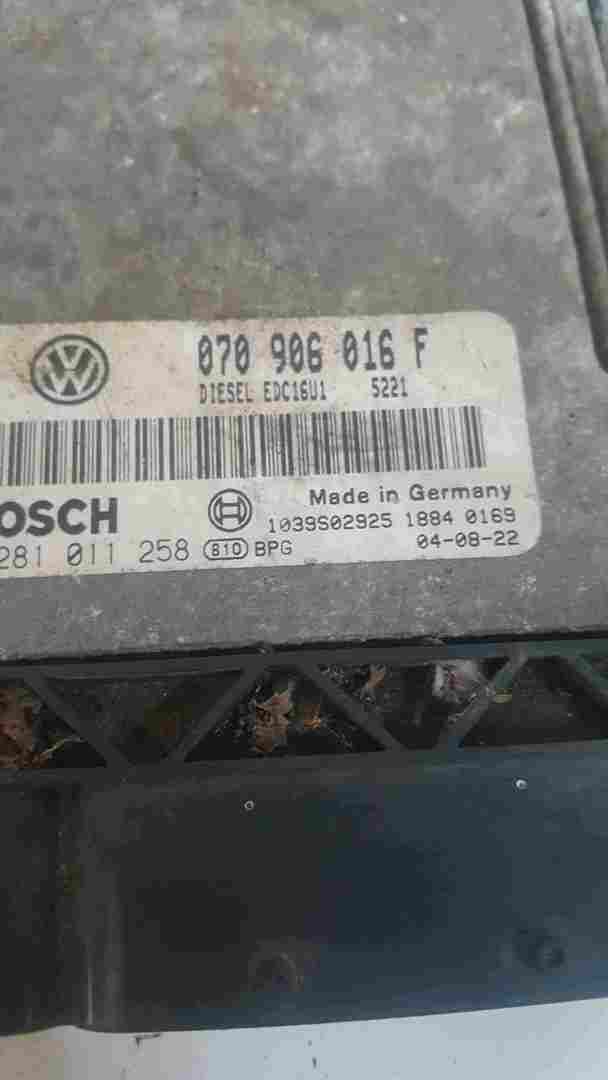 070 906 016 F
DIESEL EDC16U1 5221
OSCH
Made in Germany
1039S02925 1884 0169
281 011 258 B10 BPG
04-08-22